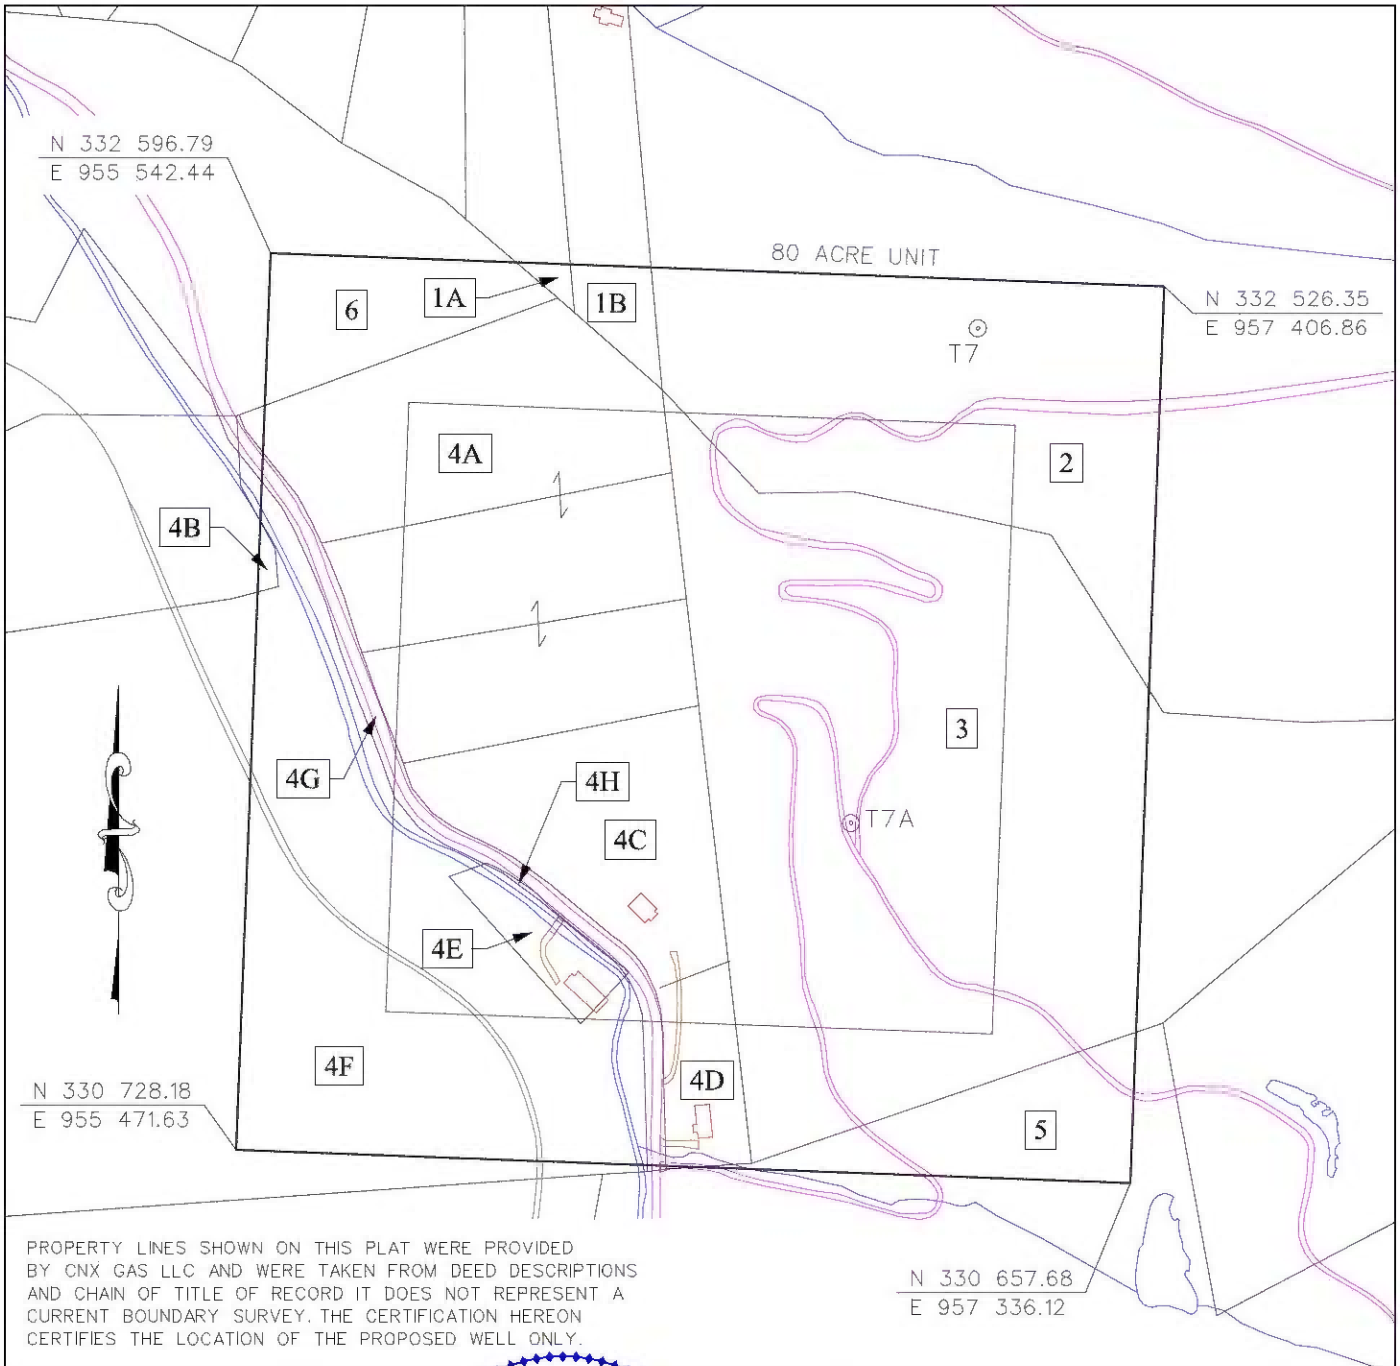 N 332 596.79
E 955 542.44
80 ACRE UNIT
1A
1B
6
N 332 526.35
E 957 406.86
T7
4A
2
4B
3
4G
4H
4C
T7A
4E
4F
4D
N 330 728.18
E 955 471.63
5
PROPERTY LINES SHOWN ON THIS PLAT WERE PROVIDED
BY CNX GAS LLC AND WERE TAKEN FROM DEED DESCRIPTIONS
AND CHAIN OF TITLE OF RECORD IT DOES NOT REPRESENT A
CURRENT BOUNDARY SURVEY. THE CERTIFICATION HEREON
CERTIFIES THE LOCATION OF THE PROPOSED WELL ONLY.
N 330 657.68
E 957 336.12